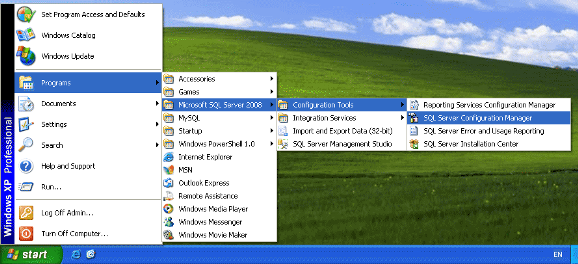 Set Program Access and Defaults
Windows Catalog
Windows Update
Programs
Documents
Settings
Search
Help and Support
Run...
Log Off Admin...
Turn Off Computer...
Windows XP Professional
Accessories
Games
Microsoft SQL Server 2008
MySQL
Startup
Windows PowerShell 1.0
Internet Explorer
MSN
Outlook Express
Remote Assistance
Windows Media Player
Windows Messenger
Windows Movie Maker
Configuration Tools
Integration Services
Import and Export Data (32-bit)
SQL Server Management Studio
Reporting Services Configuration Manager
SQL Server Configuration Manager
SQL Server Error and Usage Reporting
SQL Server Installation Center
start
EN